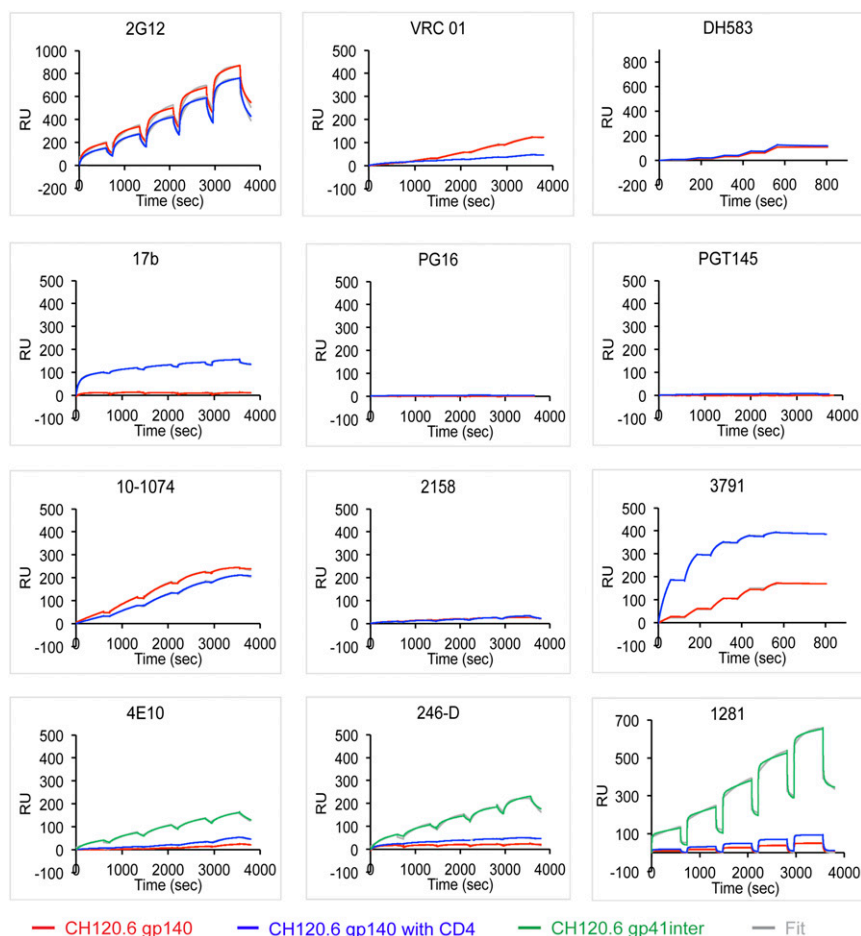 2G12
RU
1000
800
600
400
200
0
-200
0 1000 2000 3000 4000
Time (sec)
VRC 01
RU
500
400
300
200
100
0
-100
0 1000 2000 3000 4000
Time (sec)
DH583
RU
800
600
400
200
0
-200
0 200 400 600 800
Time (sec)
17b
RU
500
400
300
200
100
0
-100
0 1000 2000 3000 4000
Time (sec)
PG16
RU
500
400
300
200
100
0
-100
0 1000 2000 3000 4000
Time (sec)
PGT145
RU
500
400
300
200
100
0
-100
0 1000 2000 3000 4000
Time (sec)
10-1074
RU
500
400
300
200
100
0
-100
0 1000 2000 3000 4000
Time (sec)
2158
RU
500
400
300
200
100
0
-100
0 1000 2000 3000 4000
Time (sec)
3791
RU
500
400
300
200
100
0
-100
0 200 400 600 800
Time (sec)
4E10
RU
500
400
300
200
100
0
-100
0 1000 2000 3000 4000
Time (sec)
246-D
RU
500
400
300
200
100
0
-100
0 1000 2000 3000 4000
Time (sec)
1281
RU
700
500
300
100
-100
0 1000 2000 3000 4000
Time (sec)
CH120.6 gp140 CH120.6 gp140 with CD4 CH120.6 gp41inter Fit